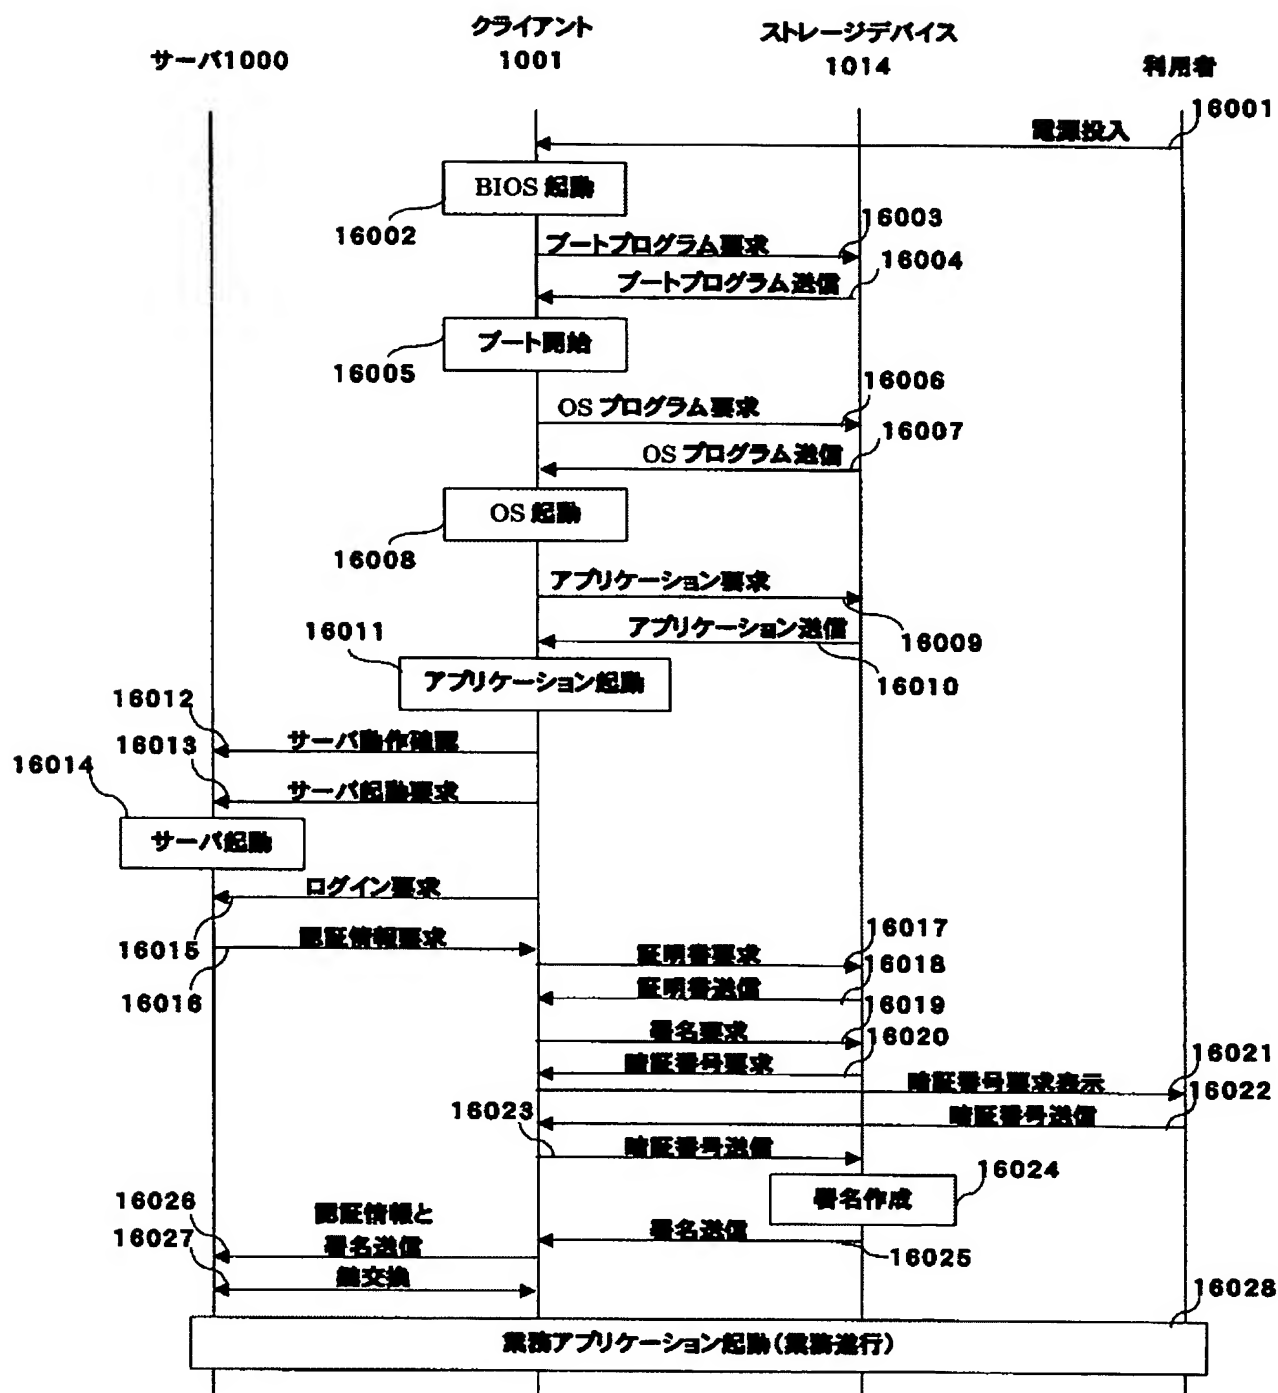 サーバ1000
クライアント
1001
ストレージデバイス
1014
利用者
16001
電源投入
BIOS 起動
16002
16003
ブートプログラム要求
16004
ブートプログラム送信
ブート開始
16005
16006
OS プログラム要求
16007
OS プログラム送信
OS 起動
16008
アプリケーション要求
16009
アプリケーション送信
16010
16011
アプリケーション起動
16012
サーバ動作確認
16013
サーバ起動要求
16014
サーバ起動
ログイン要求
16015
認証情報要求
16016
16017
証明書要求
16018
証明書送信
16019
署名要求
16020
暗証番号要求
16021
暗証番号要求表示
16022
暗証番号送信
16023
暗証番号送信
16024
署名作成
署名送信
16025
16026
認証情報と
署名送信
16027
鍵交換
16028
業務アプリケーション起動(業務進行)